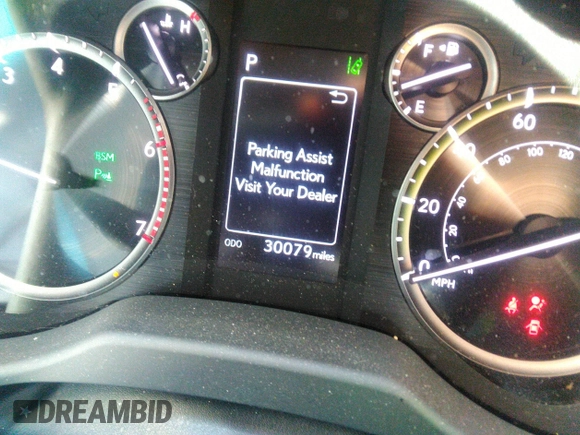 H
C
F
E
3
4
5
6
7
BSM
P
Parking Assist
Malfunction
Visit Your Dealer
ODO 30079 miles
0
20
60
80
100
120
MPH
DREAMBID